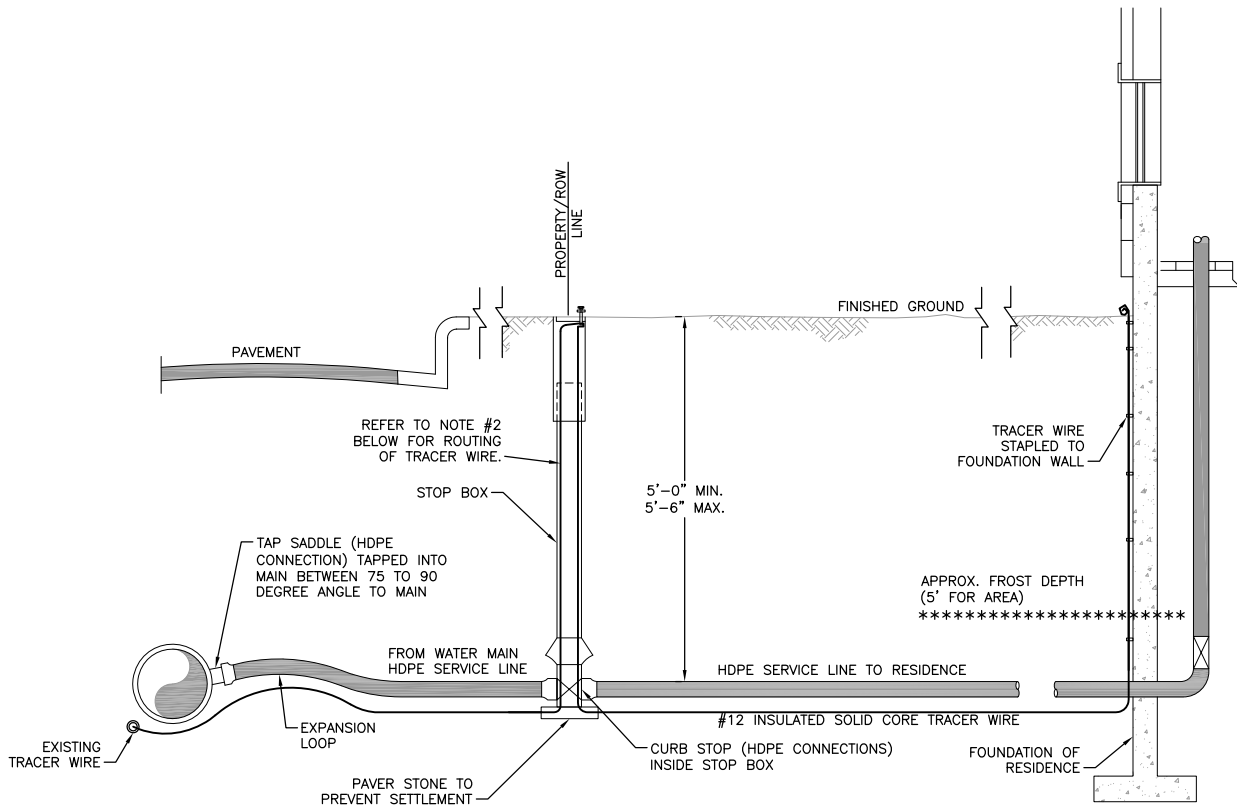 PROPERTY/ROW
LINE
FINISHED GROUND
PAVEMENT
REFER TO NOTE #2
BELOW FOR ROUTING
OF TRACER WIRE.
TRACER WIRE
STAPLED TO
FOUNDATION WALL
STOP BOX
5'-0" MIN.
5'-6" MAX.
TAP SADDLE (HDPE
CONNECTION) TAPPED INTO
MAIN BETWEEN 75 TO 90
DEGREE ANGLE TO MAIN
APPROX. FROST DEPTH
(5' FOR AREA)
FROM WATER MAIN
HDPE SERVICE LINE
HDPE SERVICE LINE TO RESIDENCE
#12 INSULATED SOLID CORE TRACER WIRE
EXPANSION
LOOP
EXISTING
TRACER WIRE
CURB STOP (HDPE CONNECTIONS)
INSIDE STOP BOX
FOUNDATION OF
RESIDENCE
PAVER STONE TO
PREVENT SETTLEMENT